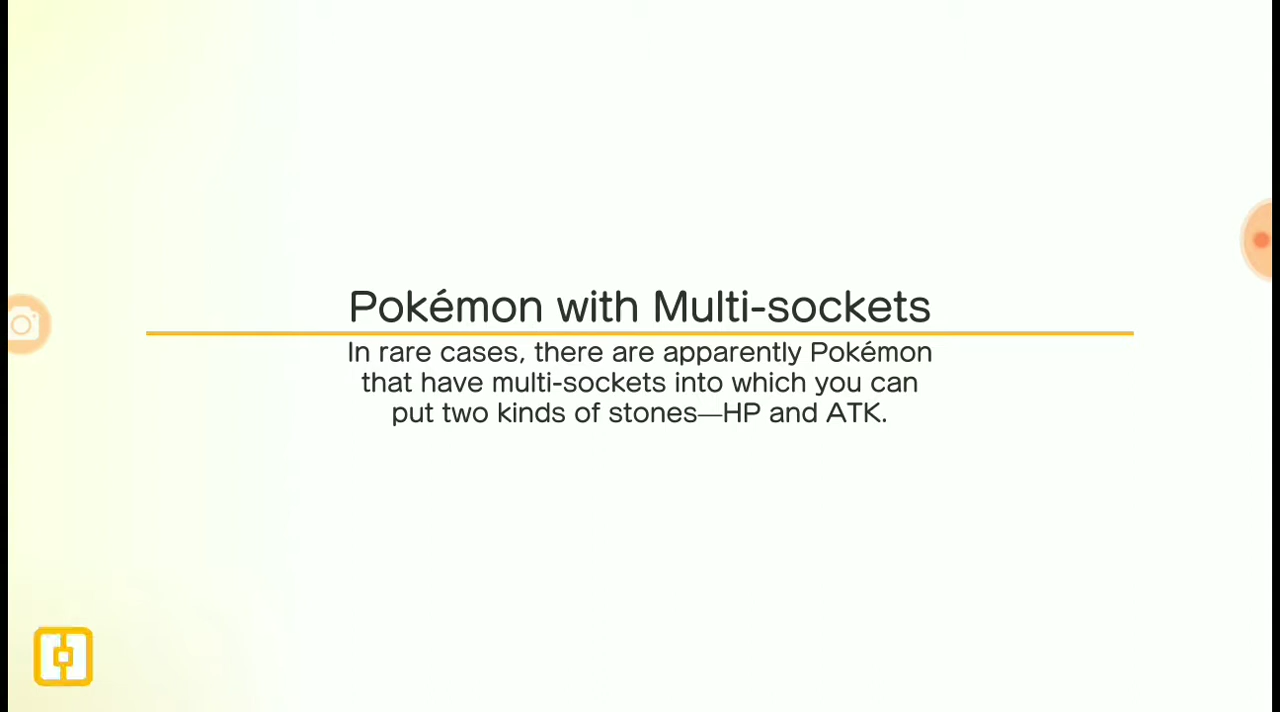 Pokémon with Multi-sockets
In rare cases, there are apparently Pokémon
that have multi-sockets into which you can
put two kinds of stones—HP and ATK.